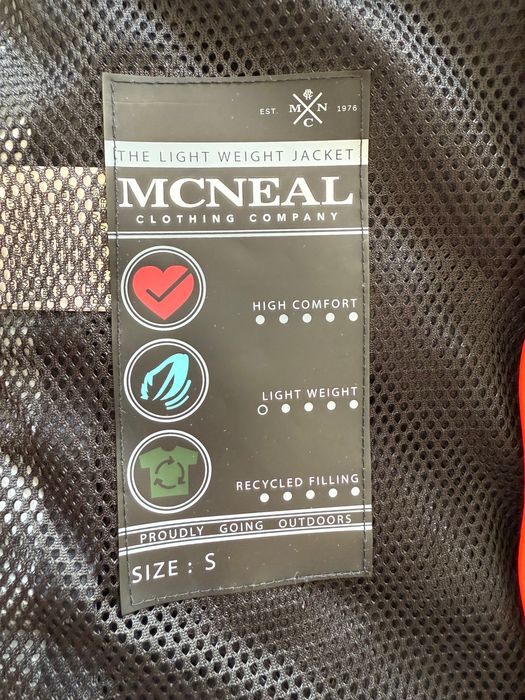 EST. M N C 1976
THE LIGHT WEIGHT JACKET
MCNEAL
CLOTHING COMPANY
HIGH COMFORT
LIGHT WEIGHT
RECYCLED FILLING
PROUDLY GOING OUTDOORS
SIZE : S